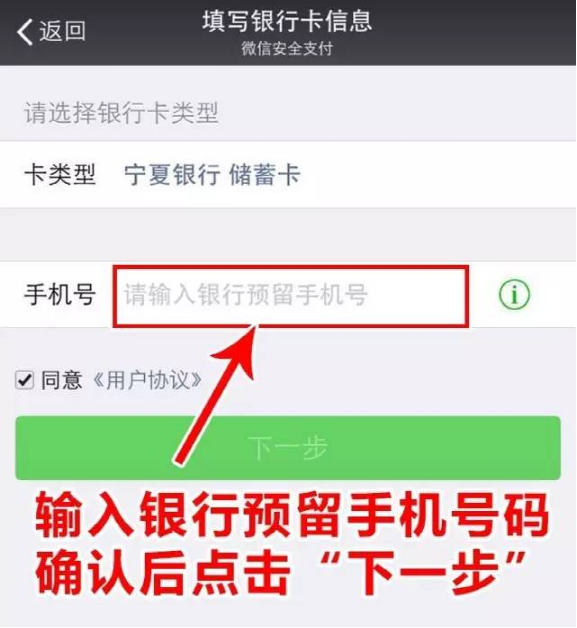 返回
填写银行卡信息
微信安全支付
请选择银行卡类型
卡类型 宁夏银行 储蓄卡
手机号 请输入银行预留手机号
同意《用户协议》
下一步
输入银行预留手机号码
确认后点击“下一步”